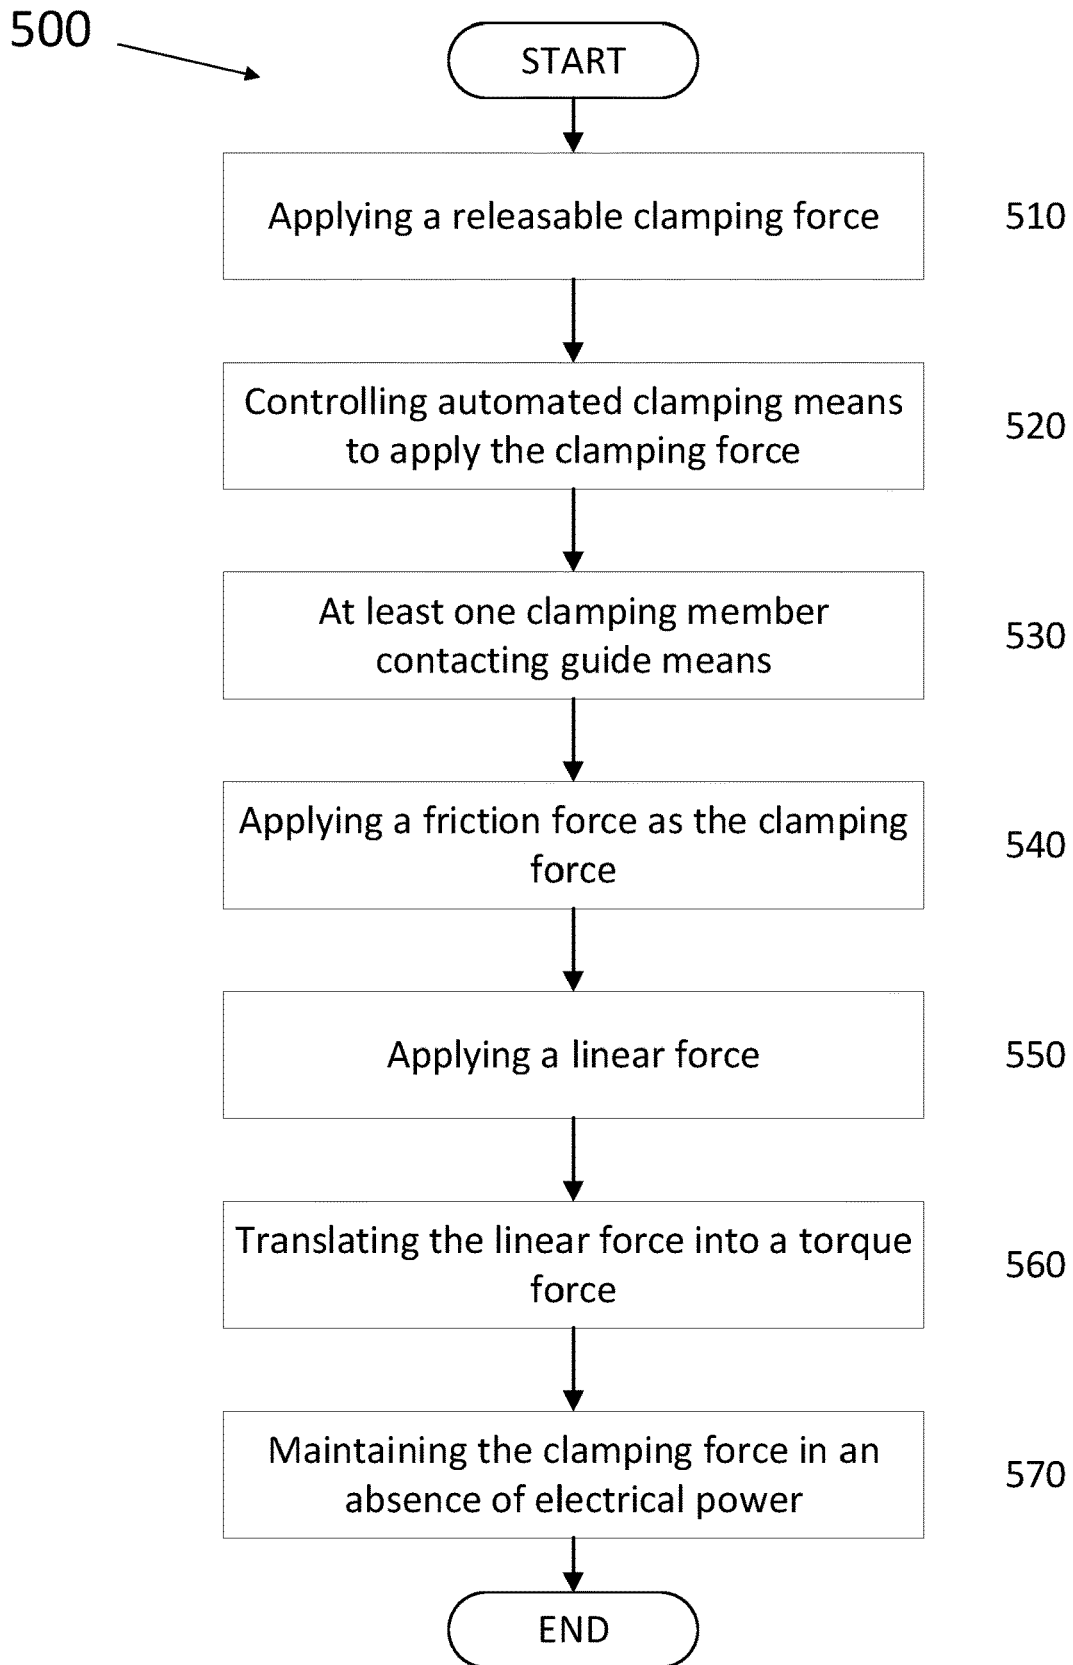 500
START
Applying a releasable clamping force
510
Controlling automated clamping means
to apply the clamping force
520
At least one clamping member
contacting guide means
530
Applying a friction force as the clamping
force
540
Applying a linear force
550
Translating the linear force into a torque
force
560
Maintaining the clamping force in an
absence of electrical power
570
END